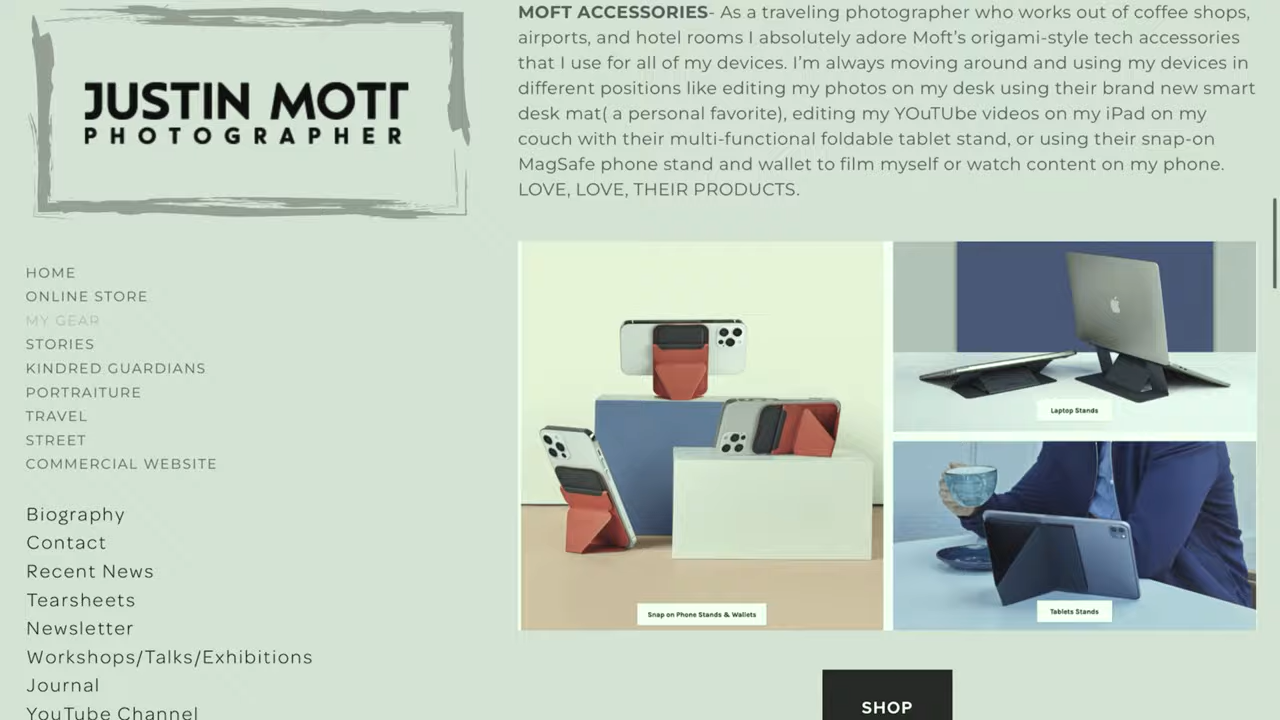 JUSTIN MOTT
PHOTOGRAPHER
HOME
ONLINE STORE
MY GEAR
STORIES
KINDRED GUARDIANS
PORTRAITURE
TRAVEL
STREET
COMMERCIAL WEBSITE
Biography
Contact
Recent News
Tearsheets
Newsletter
Workshops/Talks/Exhibitions
Journal
YouTube Channel
MOFT ACCESSORIES- As a traveling photographer who works out of coffee shops,
airports, and hotel rooms I absolutely adore Moft's origami-style tech accessories
that I use for all of my devices. I'm always moving around and using my devices in
different positions like editing my photos on my desk using their brand new smart
desk mat( a personal favorite), editing my YOuTUbe videos on my iPad on my
couch with their multi-functional foldable tablet stand, or using their snap-on
MagSafe phone stand and wallet to film myself or watch content on my phone.
LOVE, LOVE, THEIR PRODUCTS.
Snap on Phone Stands & Wallets
Laptop Stands
Tablets Stands
SHOP